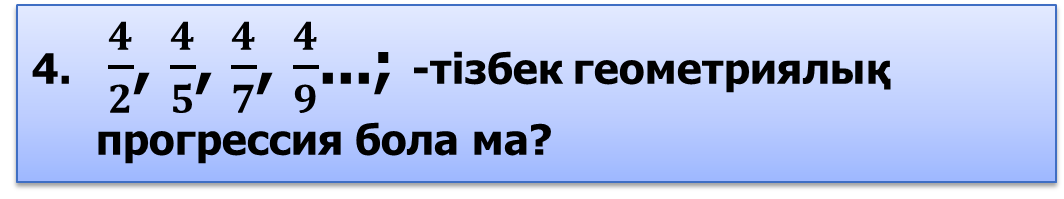 4. 4/2, 4/5, 4/7, 4/9…; -тізбек геометриялық
прогрессия бола ма?